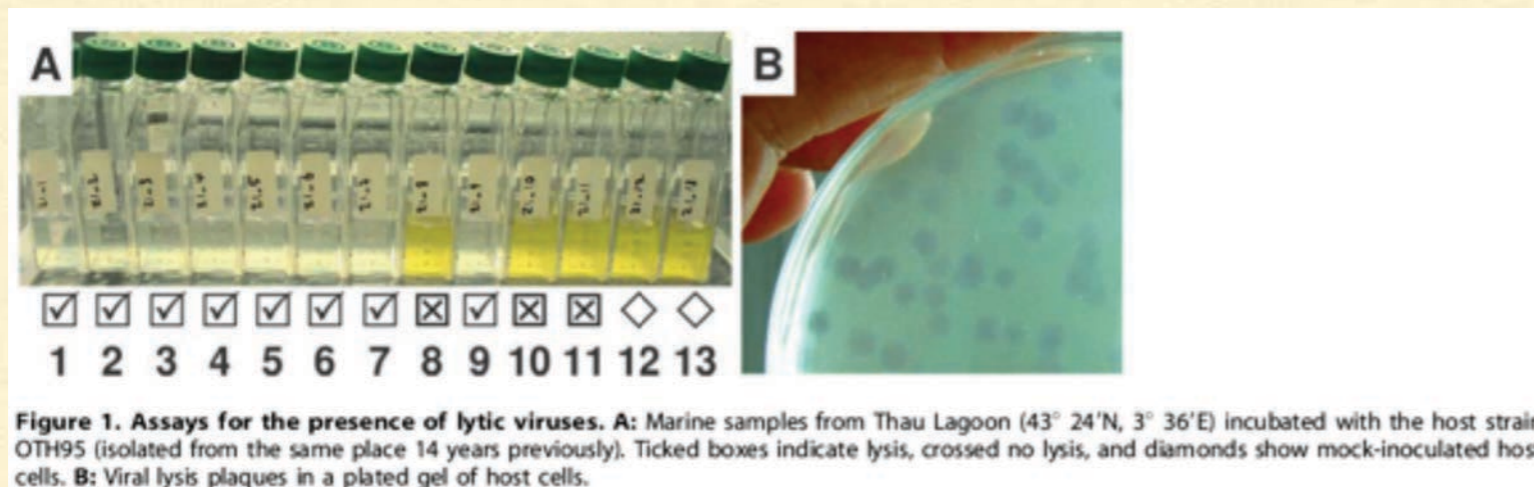 A
B
1 2 3 4 5 6 7 8 9 10 11 12 13
Figure 1. Assays for the presence of lytic viruses. A: Marine samples from Thau Lagoon (43° 24′N, 3° 36′E) incubated with the host strain
OTH95 (isolated from the same place 14 years previously). Ticked boxes indicate lysis, crossed no lysis, and diamonds show mock-inoculated hos
cells. B: Viral lysis plaques in a plated gel of host cells.